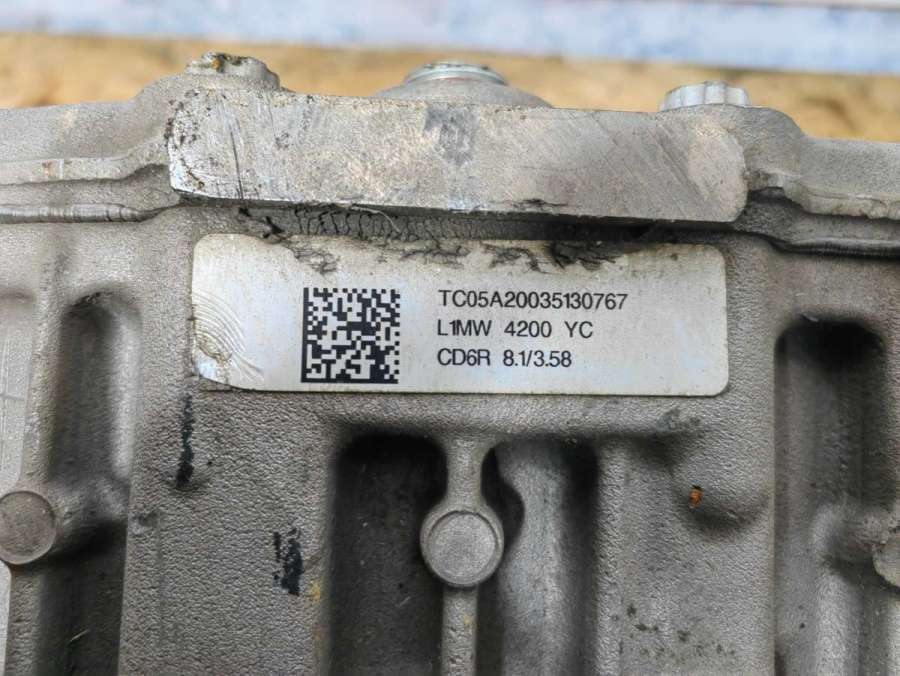 TC05A20035130767
L1MW 4200 YC
CD6R 8.1/3.58